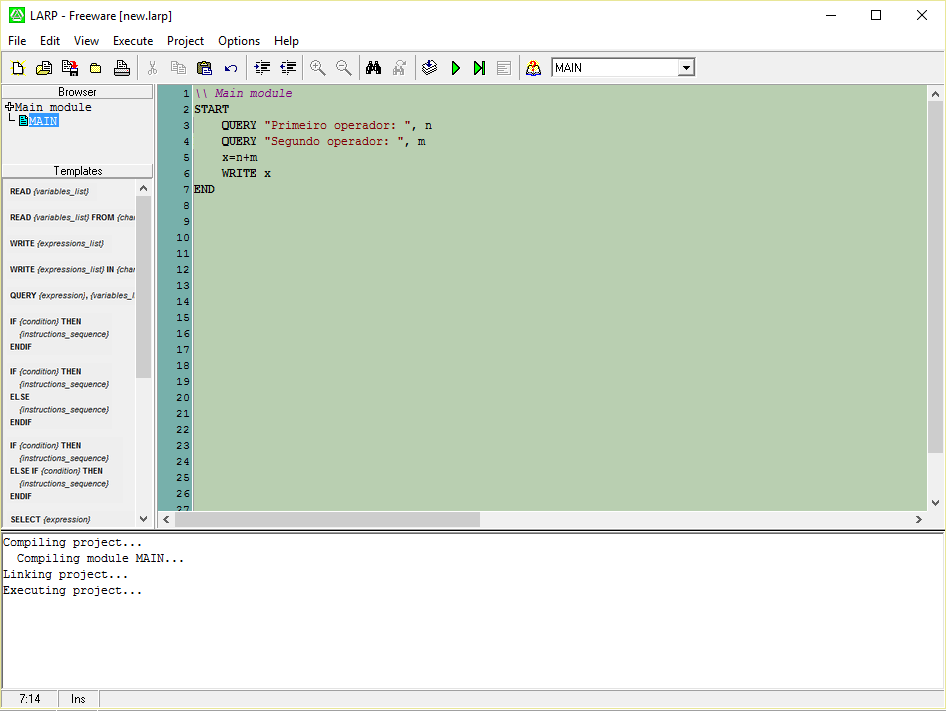 LARP - Freeware [new.larp]
File Edit View Execute Project Options Help
MAIN
Browser
Main module
MAIN
Templates
READ {variables_list}
READ {variables_list} FROM {chan
WRITE {expressions_list}
WRITE {expressions_list} IN {chan
QUERY {expression}, {variables_l
IF {condition} THEN
{instructions_sequence}
ENDIF
IF {condition} THEN
{instructions_sequence}
ELSE
{instructions_sequence}
ENDIF
IF {condition} THEN
{instructions_sequence}
ELSE IF {condition} THEN
{instructions_sequence}
ENDIF
SELECT {expression}
1 \\ Main module
2 START
3 QUERY "Primeiro operador: ", n
4 QUERY "Segundo operador: ", m
5 x=n+m
6 WRITE x
7 END
8
9
10
11
12
13
14
15
16
17
18
19
20
21
22
23
24
25
26
27
Compiling project...
Compiling module MAIN...
Linking project...
Executing project...
7:14 Ins